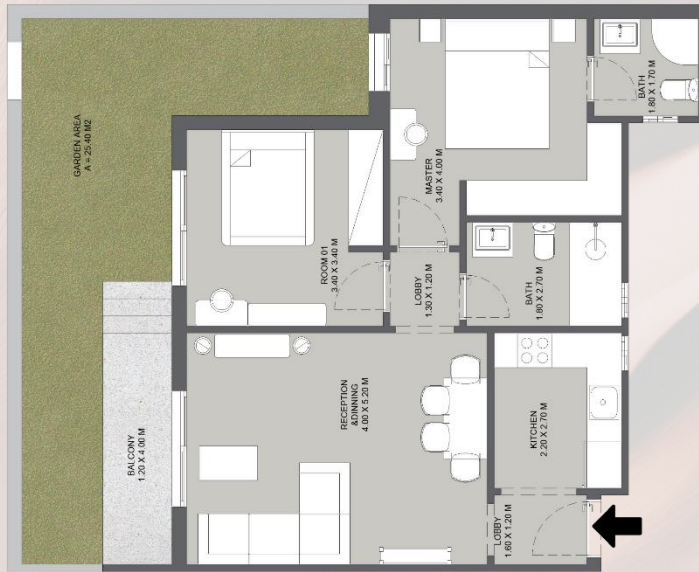 GARDEN AREA
A = 25.40 M2
MASTER
3.40 X 4.00 M
BATH
1.80 X 1.70 M
ROOM 01
3.40 X 3.40 M
LOBBY
1.30 X 1.20 M
BATH
1.80 X 2.70 M
BALCONY
1.20 X 4.00 M
RECEPTION
&DINNING
4.00 X 5.20 M
KITCHEN
2.20 X 2.70 M
LOBBY
1.60 X 1.20 M